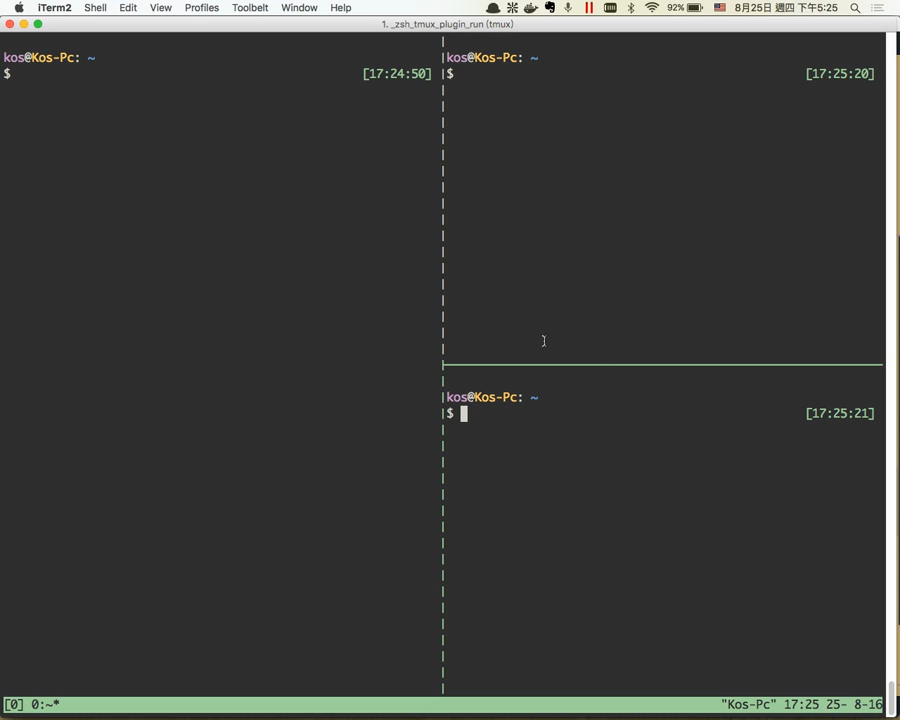 iTerm2 Shell Edit View Profiles Toolbelt Window Help 92% 8月25日 週四 下午5:25
1. _zsh_tmux_plugin_run (tmux)
kos@Kos-Pc: ~
$ [17:24:50]
kos@Kos-Pc: ~
$ [17:25:20]
kos@Kos-Pc: ~
$ [17:25:21]
[0] 0:~* "Kos-Pc" 17:25 25- 8-16